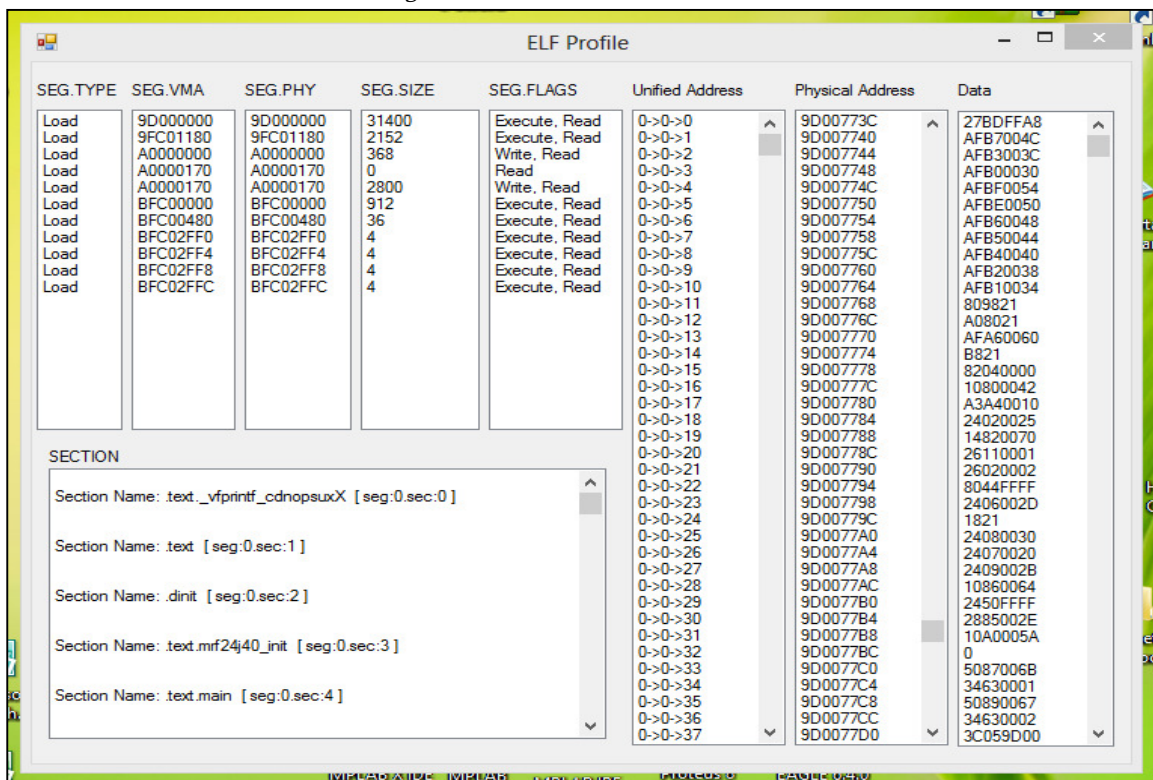 ELF Profile
SEG.TYPE SEG.VMA SEG.PHY SEG.SIZE SEG.FLAGS Unified Address Physical Address Data
Load 9D000000 9D000000 31400 Execute, Read
Load 9FC01180 9FC01180 2152 Execute, Read
Load A0000000 A0000000 368 Write, Read
Load A0000170 A0000170 0 Read
Load A0000170 A0000170 2800 Write, Read
Load BFC00000 BFC00000 912 Execute, Read
Load BFC00480 BFC00480 36 Execute, Read
Load BFC02FF0 BFC02FF0 4 Execute, Read
Load BFC02FF4 BFC02FF4 4 Execute, Read
Load BFC02FF8 BFC02FF8 4 Execute, Read
Load BFC02FFC BFC02FFC 4 Execute, Read
0->0->0 9D00773C 27BDFFA8
0->0->1 9D007740 AFB7004C
0->0->2 9D007744 AFB3003C
0->0->3 9D007748 AFB00030
0->0->4 9D00774C AFBF0054
0->0->5 9D007750 AFBE0050
0->0->6 9D007754 AFB60048
0->0->7 9D007758 AFB50044
0->0->8 9D00775C AFB40040
0->0->9 9D007760 AFB20038
0->0->10 9D007764 AFB10034
0->0->11 9D007768 809821
0->0->12 9D00776C A08021
0->0->13 9D007770 AFA60060
0->0->14 9D007774 B821
0->0->15 9D007778 82040000
0->0->16 9D00777C 10800042
0->0->17 9D007780 A3A40010
0->0->18 9D007784 24020025
0->0->19 9D007788 14820070
0->0->20 9D00778C 26110001
0->0->21 9D007790 26020002
0->0->22 9D007794 8044FFFF
0->0->23 9D007798 2406002D
0->0->24 9D00779C 1821
0->0->25 9D0077A0 24080030
0->0->26 9D0077A4 24070020
0->0->27 9D0077A8 2409002B
0->0->28 9D0077AC 10860064
0->0->29 9D0077B0 2450FFFF
0->0->30 9D0077B4 2885002E
0->0->31 9D0077B8 10A0005A
0->0->32 9D0077BC 0
0->0->33 9D0077C0 5087006B
0->0->34 9D0077C4 34630001
0->0->35 9D0077C8 50890067
0->0->36 9D0077CC 34630002
0->0->37 9D0077D0 3C059D00
SECTION
Section Name: .text._vfprintf_cdnopsuxX [ seg:0.sec:0 ]
Section Name: .text [ seg:0.sec:1 ]
Section Name: .dinit [ seg:0.sec:2 ]
Section Name: .text.mrf24j40_init [ seg:0.sec:3 ]
Section Name: .text.main [ seg:0.sec:4 ]